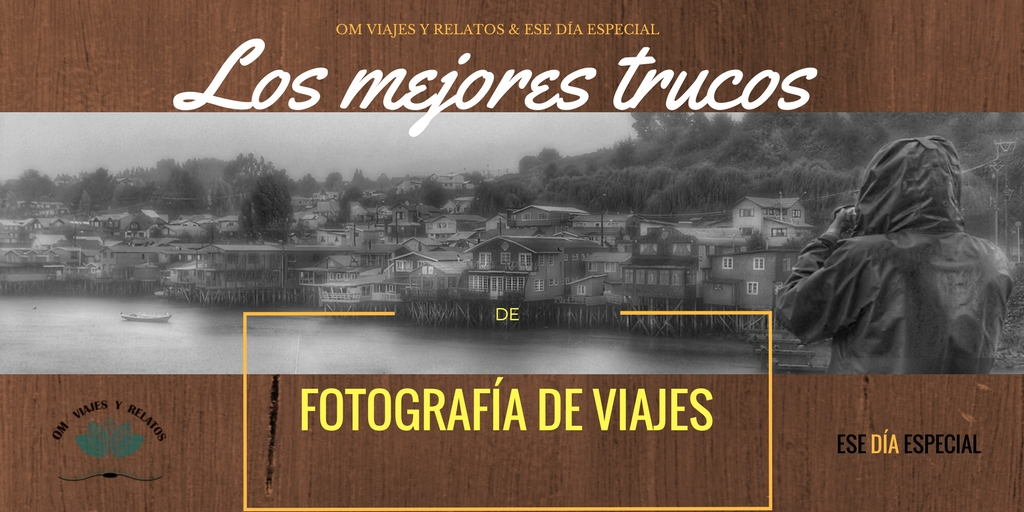 OM VIAJES Y RELATOS & ESE DÍA ESPECIAL
Los mejores trucos
DE
FOTOGRAFÍA DE VIAJES
OM VIAJES Y RELATOS
ESE DÍA ESPECIAL